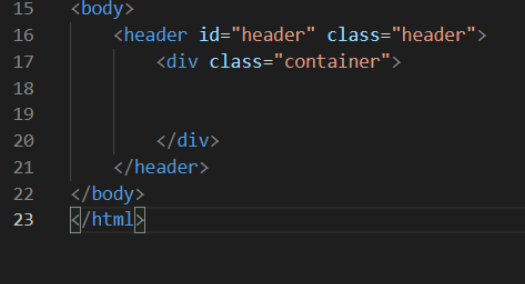 15 <body>
16 <header id="header" class="header">
17 <div class="container">
18
19
20 </div>
21 </header>
22 </body>
23 </html>